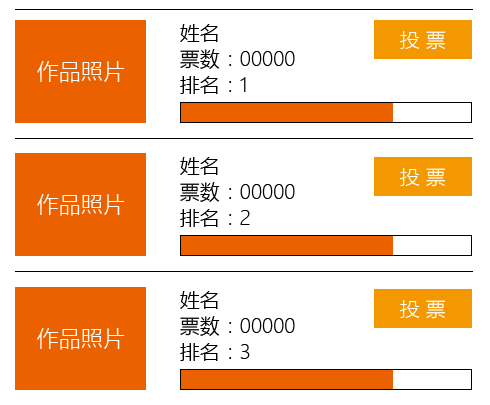 作品照片
姓名
票数：00000
排名：1
投 票
作品照片
姓名
票数：00000
排名：2
投 票
作品照片
姓名
票数：00000
排名：3
投 票